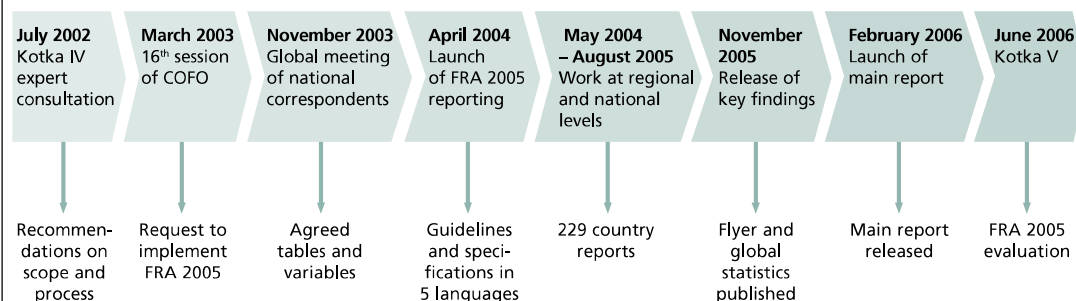 July 2002
Kotka IV
expert
consultation
March 2003
16th session
of COFO
November 2003
Global meeting
of national
correspondents
April 2004
Launch
of FRA 2005
reporting
May 2004
– August 2005
Work at regional
and national
levels
November
2005
Release of
key findings
February 2006
Launch of
main report
June 2006
Kotka V
Recommen-
dations on
scope and
process
Request to
implement
FRA 2005
Agreed
tables and
variables
Guidelines
and speci-
fications in
5 languages
229 country
reports
Flyer and
global
statistics
published
Main report
released
FRA 2005
evaluation